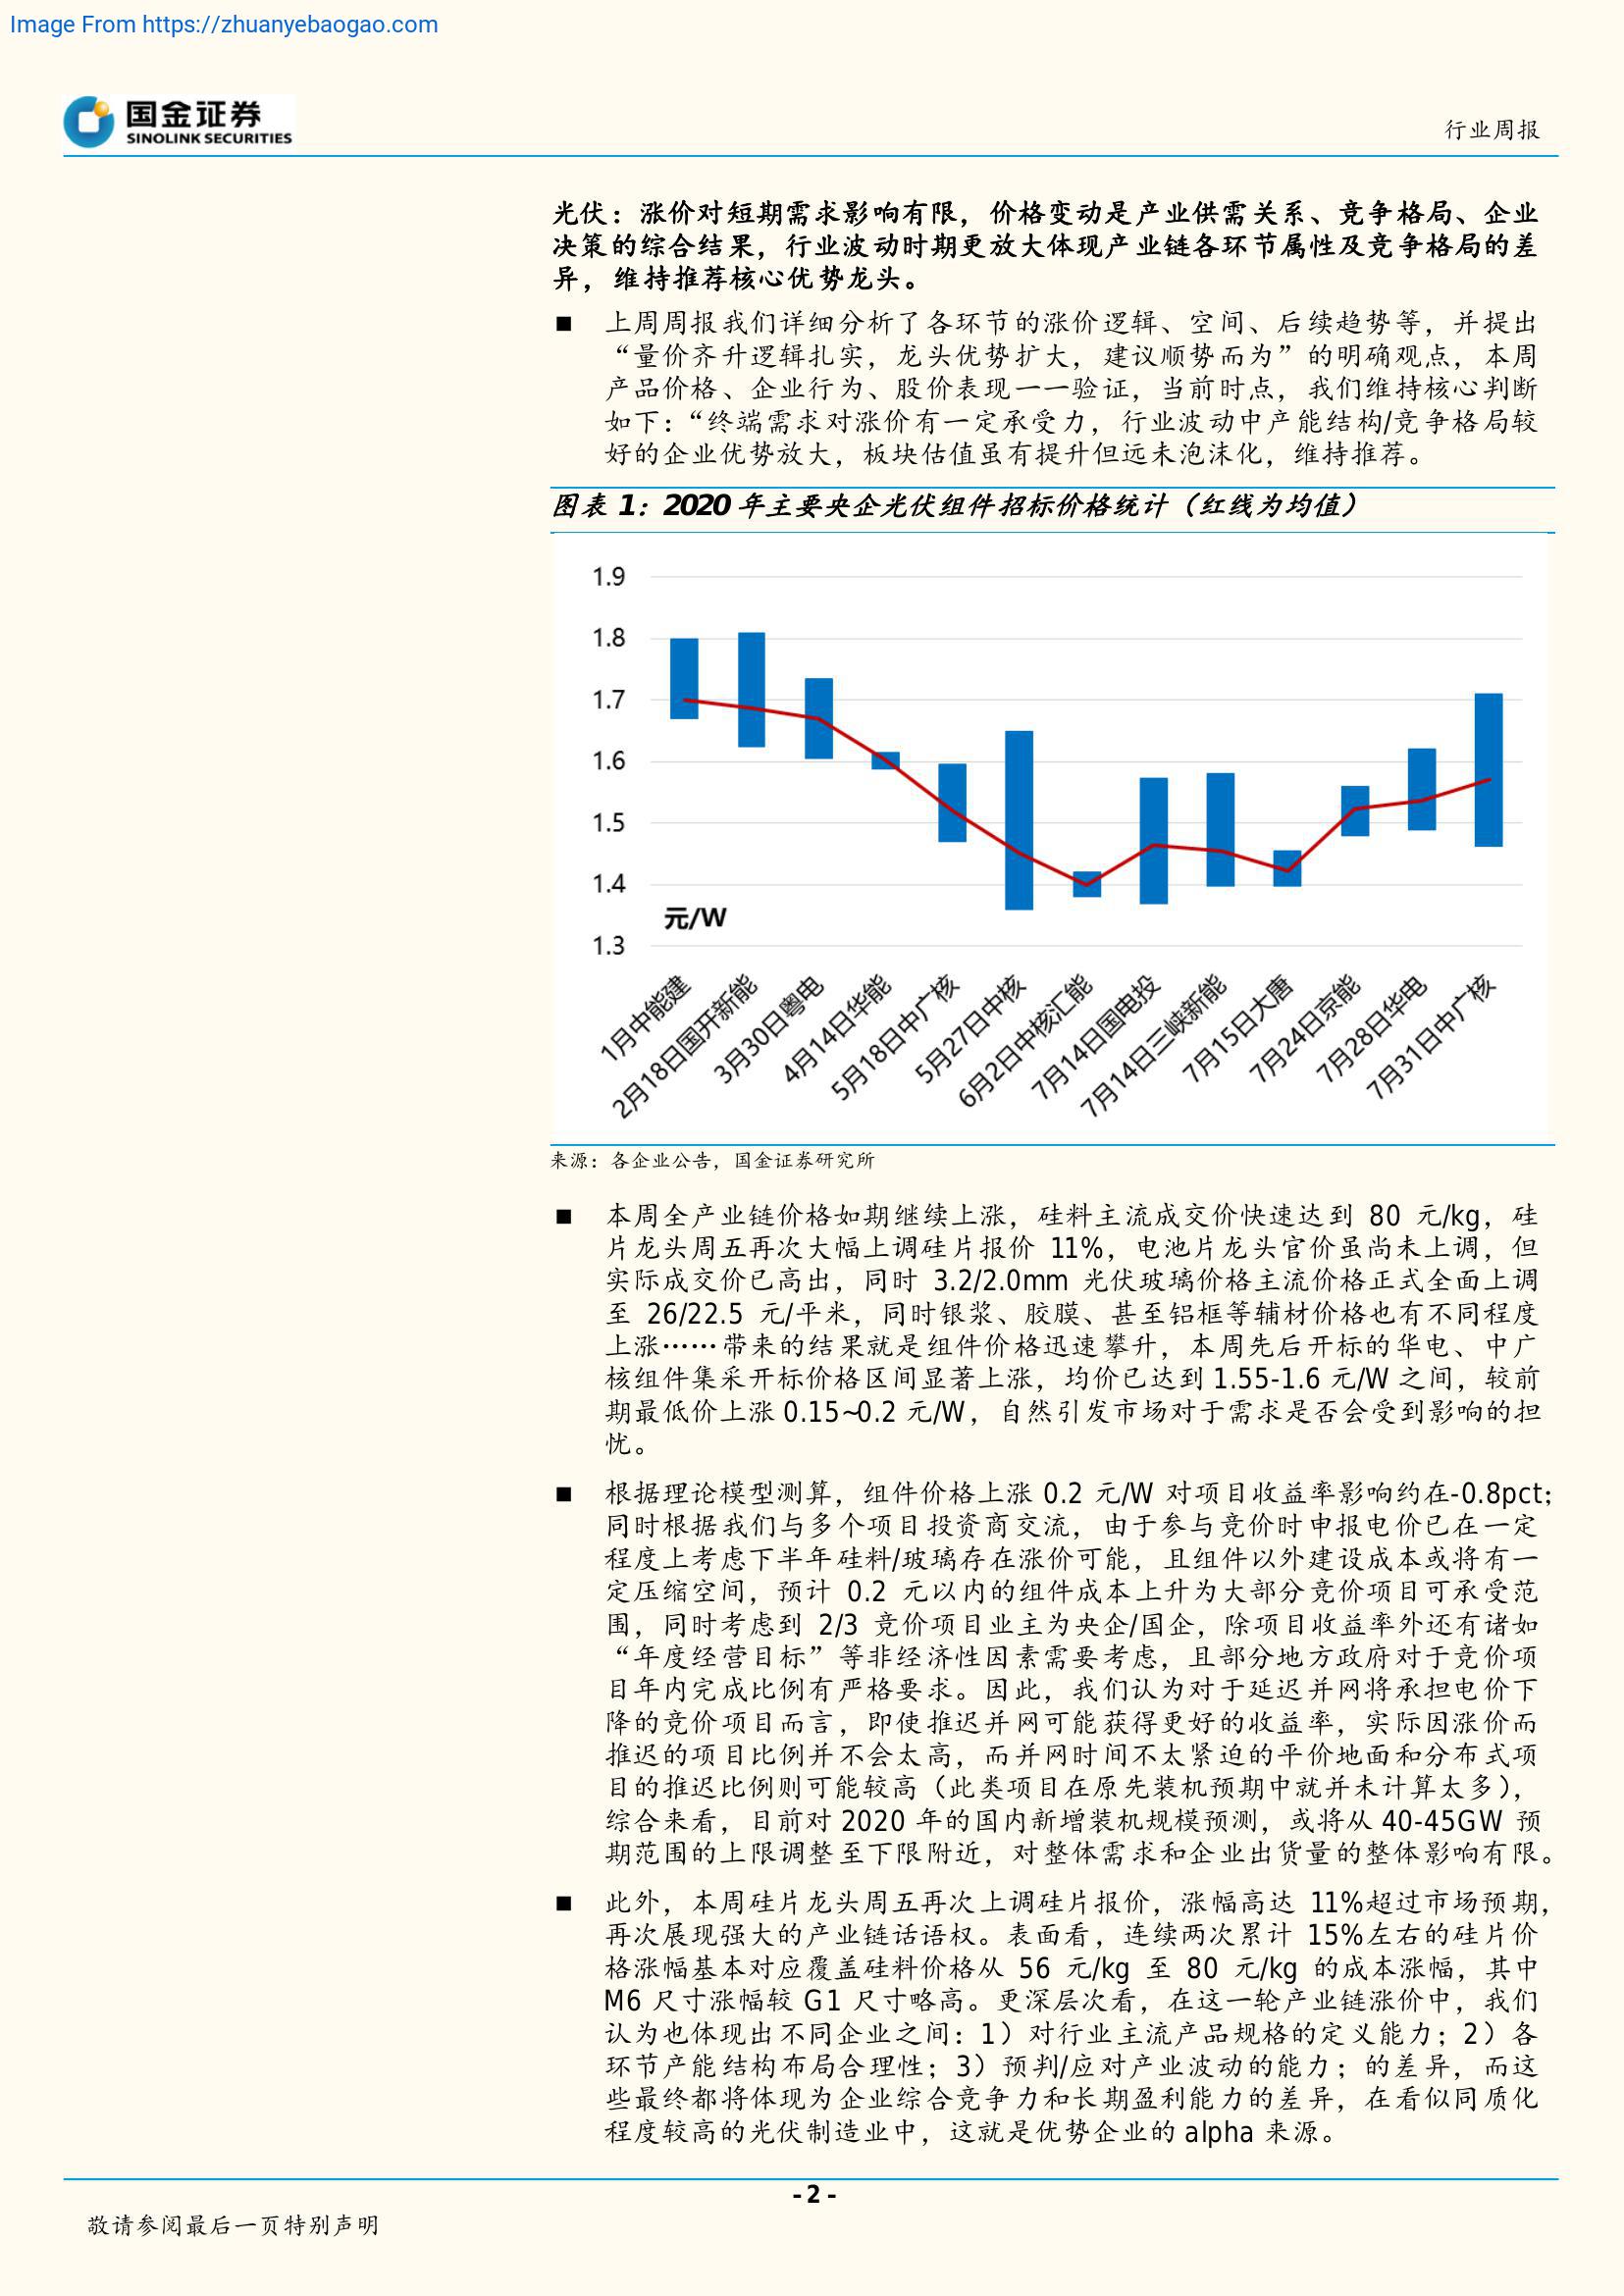 Image From https://zhuanyebaogao.com
国金证券
SINOLINK SECURITIES
行业周报
光伏：涨价对短期需求影响有限，价格变动是产业供需关系、竞争格局、企业
决策的综合结果，行业波动时期更放大体现产业链各环节属性及竞争格局的差
异，维持推荐核心优势龙头。
■ 上周周报我们详细分析了各环节的涨价逻辑、空间、后续趋势等，并提出
“量价齐升逻辑扎实，龙头优势扩大，建议顺势而为”的明确观点，本周
产品价格、企业行为、股价表现一一验证，当前时点，我们维持核心判断
如下：“终端需求对涨价有一定承受力，行业波动中产能结构/竞争格局较
好的企业优势放大，板块估值虽有提升但远未泡沫化，维持推荐。
图表 1：2020 年主要央企光伏组件招标价格统计（红线为均值）
1.9
1.8
1.7
1.6
1.5
1.4
1.3
元/W
1月中能建
2月18日国开新能
3月30日粤电
4月14日华能
5月18日中广核
5月27日中核
6月2日中核汇能
7月14日国电投
7月14日三峡新能
7月15日大唐
7月24日京能
7月28日华电
7月31日中广核
来源：各企业公告，国金证券研究所
■ 本周全产业链价格如期继续上涨，硅料主流成交价快速达到 80 元/kg，硅
片龙头周五再次大幅上调硅片报价 11%，电池片龙头官价虽尚未上调，但
实际成交价已高出，同时 3.2/2.0mm 光伏玻璃价格主流价格正式全面上调
至 26/22.5 元/平米，同时银浆、胶膜、甚至铝框等辅材价格也有不同程度
上涨……带来的结果就是组件价格迅速攀升，本周先后开标的华电、中广
核组件集采开标价格区间显著上涨，均价已达到 1.55-1.6 元/W 之间，较前
期最低价上涨 0.15~0.2 元/W，自然引发市场对于需求是否会受到影响的担
忧。
■ 根据理论模型测算，组件价格上涨 0.2 元/W 对项目收益率影响约在-0.8pct；
同时根据我们与多个项目投资商交流，由于参与竞价时申报电价已在一定
程度上考虑下半年硅料/玻璃存在涨价可能，且组件以外建设成本或将有一
定压缩空间，预计 0.2 元以内的组件成本上升为大部分竞价项目可承受范
围，同时考虑到 2/3 竞价项目业主为央企/国企，除项目收益率外还有诸如
“年度经营目标”等非经济性因素需要考虑，且部分地方政府对于竞价项
目年内完成比例有严格要求。因此，我们认为对于延迟并网将承担电价下
降的竞价项目而言，即使推迟并网可能获得更好的收益率，实际因涨价而
推迟的项目比例并不会太高，而并网时间不太紧迫的平价地面和分布式项
目的推迟比例则可能较高（此类项目在原先装机预期中就并未计算太多），
综合来看，目前对 2020 年的国内新增装机规模预测，或将从 40-45GW 预
期范围的上限调整至下限附近，对整体需求和企业出货量的整体影响有限。
■ 此外，本周硅片龙头周五再次上调硅片报价，涨幅高达 11%超过市场预期，
再次展现强大的产业链话语权。表面看，连续两次累计 15%左右的硅片价
格涨幅基本对应覆盖硅料价格从 56 元/kg 至 80 元/kg 的成本涨幅，其中
M6 尺寸涨幅较 G1 尺寸略高。更深层次看，在这一轮产业链涨价中，我们
认为也体现出不同企业之间：1）对行业主流产品规格的定义能力；2）各
环节产能结构布局合理性；3）预判/应对产业波动的能力；的差异，而这
些最终都将体现为企业综合竞争力和长期盈利能力的差异，在看似同质化
程度较高的光伏制造业中，这就是优势企业的 alpha 来源。
- 2 -
敬请参阅最后一页特别声明